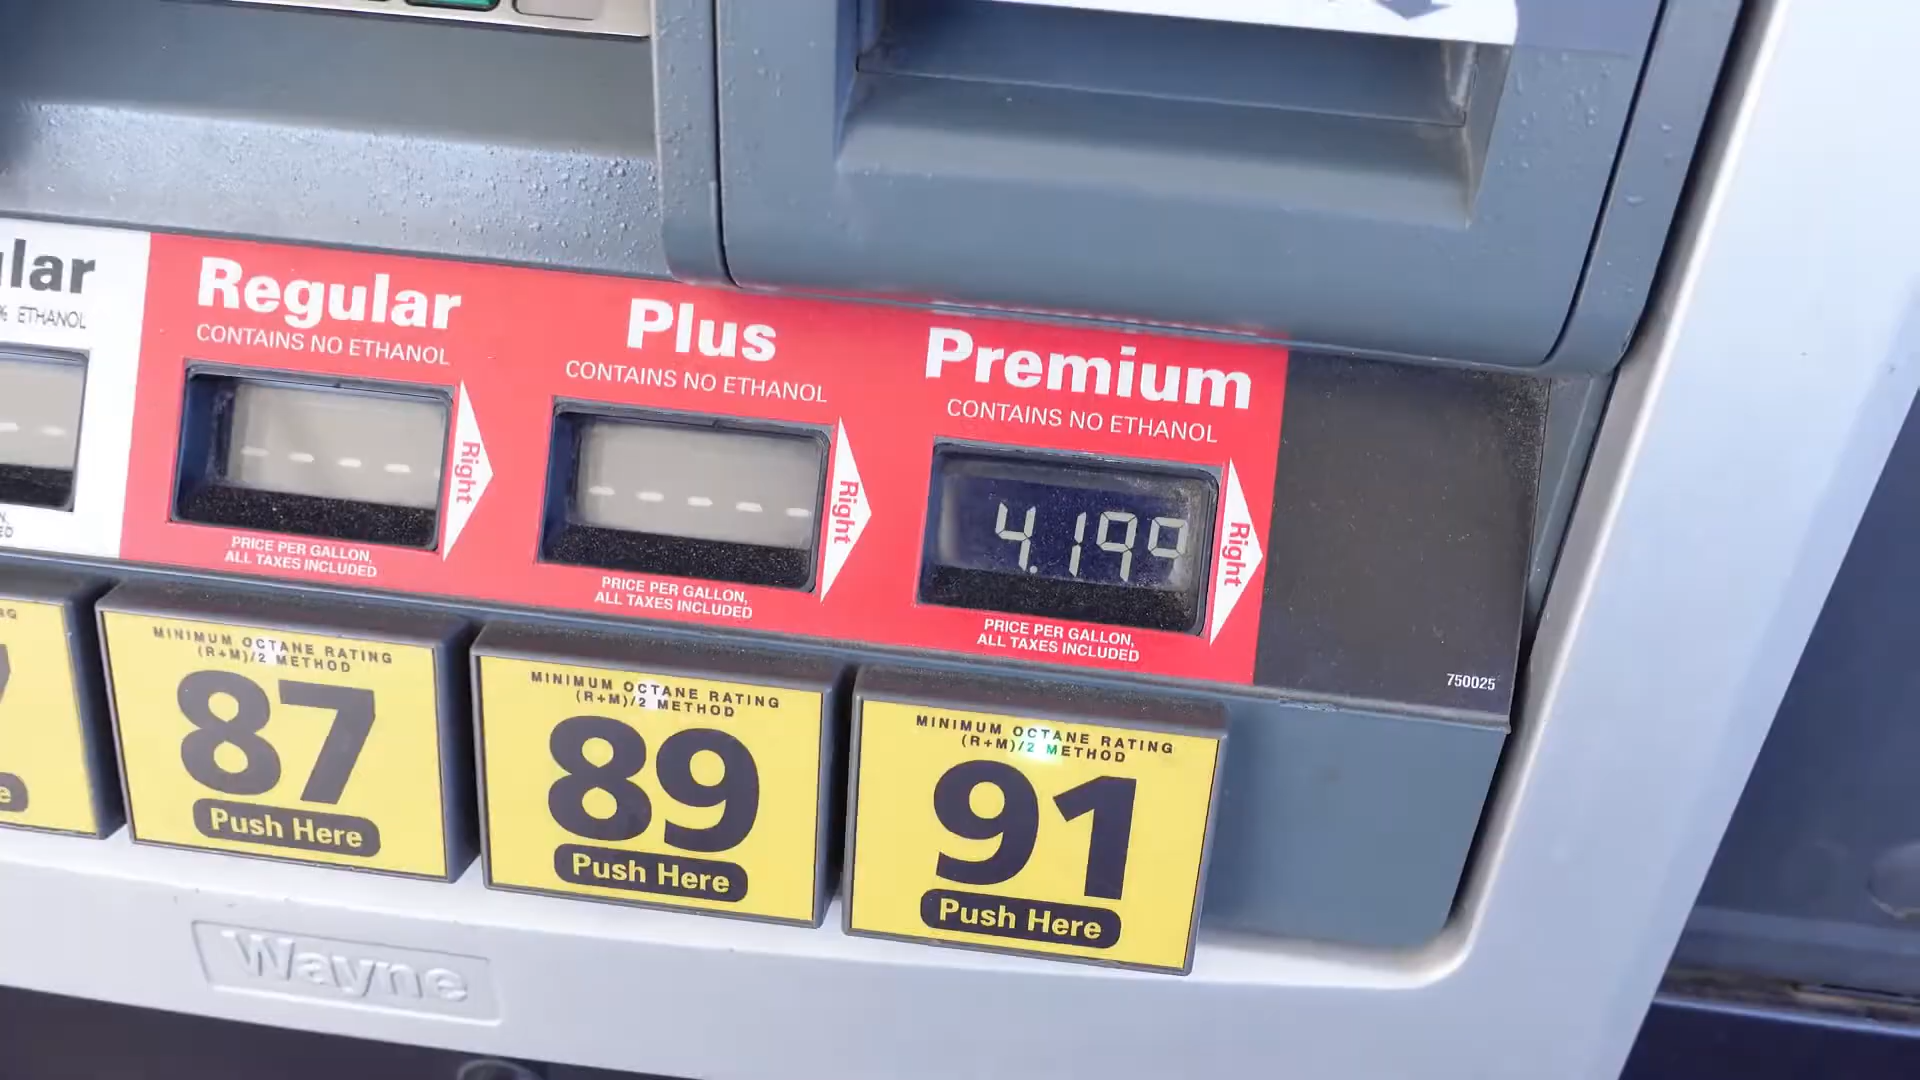 lar
% ETHANOL
Regular
CONTAINS NO ETHANOL
- - - -
Right
PRICE PER GALLON,
ALL TAXES INCLUDED
Plus
CONTAINS NO ETHANOL
- - - - -
Right
PRICE PER GALLON,
ALL TAXES INCLUDED
Premium
CONTAINS NO ETHANOL
4.199
Right
PRICE PER GALLON,
ALL TAXES INCLUDED
750025
MINIMUM OCTANE RATING
(R+M)/2 METHOD
87
Push Here
MINIMUM OCTANE RATING
(R+M)/2 METHOD
89
Push Here
MINIMUM OCTANE RATING
(R+M)/2 METHOD
91
Push Here
Wayne